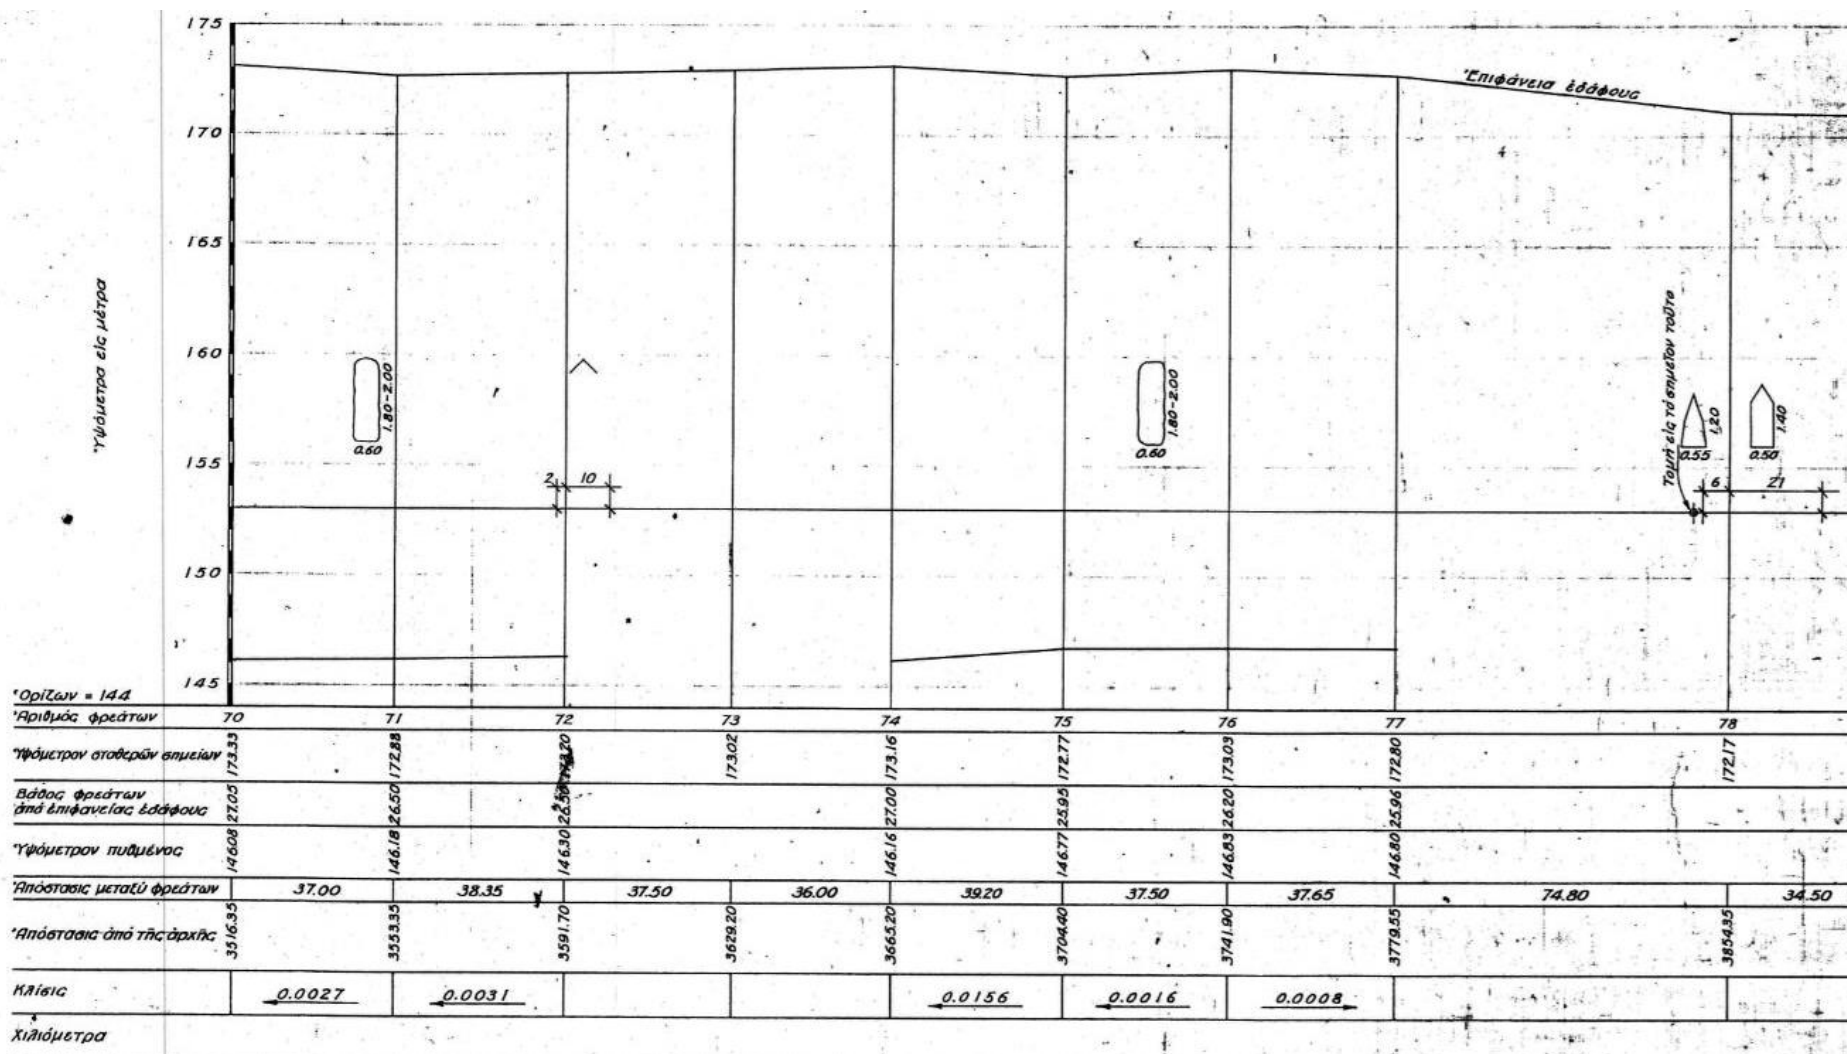 175
Ἐπιφάνεια ἐδάφους
170
165
Ὑψόμετρα εἰς μέτρα
160
1.80-2.00
0.60
1.80-2.00
0.60
Τομὴ εἰς τὸ σημεῖον τοῦτο
1.20
0.55
1.40
0.50
155
2 10
6 21
150
145
Ὁρίζων = 144
Ἀριθμός φρεάτων 70 71 72 73 74 75 76 77 78
Ὑψόμετρον σταθερῶν σημείων 173.33 172.88 173.20 173.02 173.16 172.77 173.03 172.80 172.17
Βάθος φρεάτων
ἀπό ἐπιφανείας ἐδάφους 27.05 26.50 26.50 27.00 25.95 26.20 25.96
Ὑψόμετρον πυθμένος 146.08 146.18 146.30 146.16 146.77 146.83 146.80
Ἀπόστασις μεταξύ φρεάτων 37.00 38.35 37.50 36.00 39.20 37.50 37.65 74.80 34.50
Ἀπόστασις ἀπό τῆς ἀρχῆς 3516.35 3553.35 3591.70 3629.20 3665.20 3704.40 3741.90 3779.55 3854.35
Κλίσις 0.0027 0.0031 0.0156 0.0016 0.0008
Χιλιόμετρα